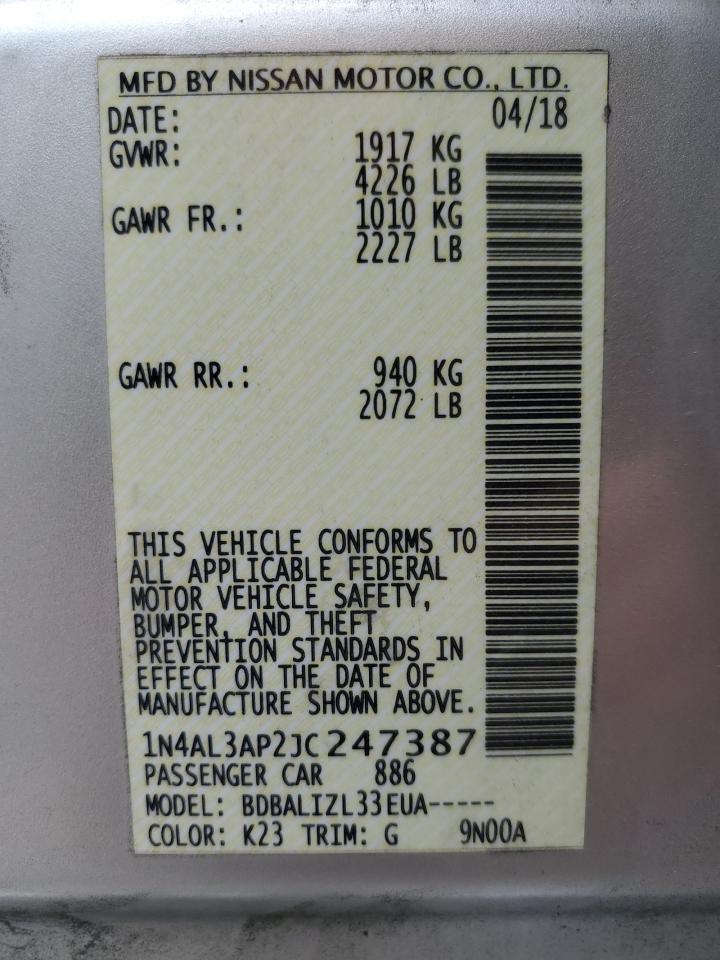 MFD BY NISSAN MOTOR CO., LTD.
DATE: 04/18
GVWR: 1917 KG
4226 LB
GAWR FR.: 1010 KG
2227 LB
GAWR RR.: 940 KG
2072 LB
THIS VEHICLE CONFORMS TO
ALL APPLICABLE FEDERAL
MOTOR VEHICLE SAFETY,
BUMPER, AND THEFT
PREVENTION STANDARDS IN
EFFECT ON THE DATE OF
MANUFACTURE SHOWN ABOVE.
1N4AL3AP2JC247387
PASSENGER CAR 886
MODEL: BDBALIZL33EUA-----
COLOR: K23 TRIM: G 9N00A